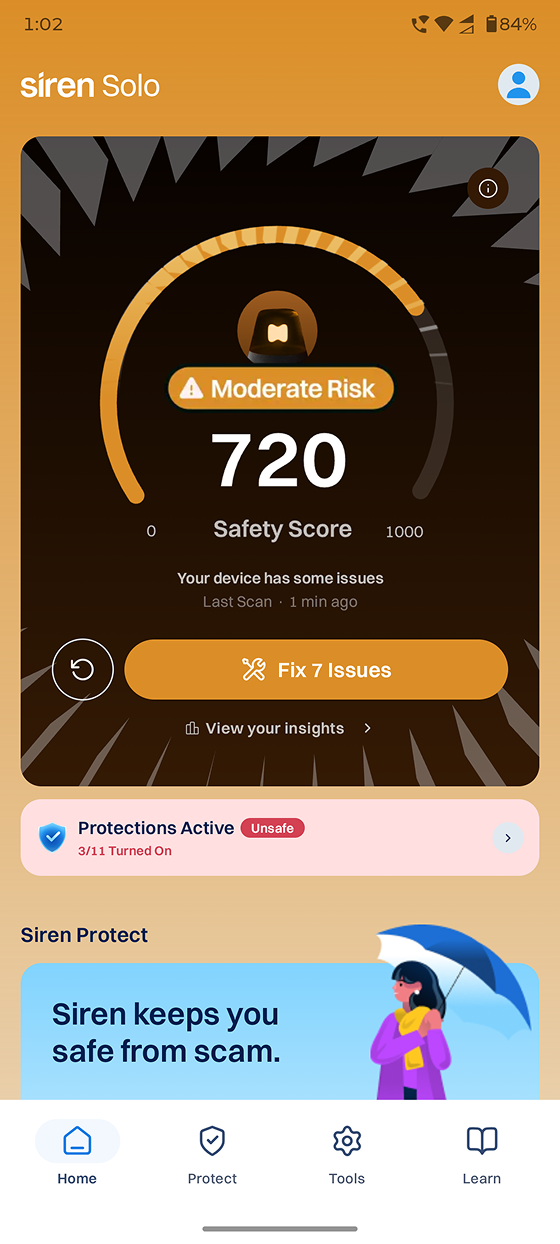 1:02
84%
siren Solo
Moderate Risk
720
0
Safety Score
1000
Your device has some issues
Last Scan · 1 min ago
Fix 7 Issues
View your insights
Protections Active
Unsafe
3/11 Turned On
Siren Protect
Siren keeps you
safe from scam.
Home
Protect
Tools
Learn